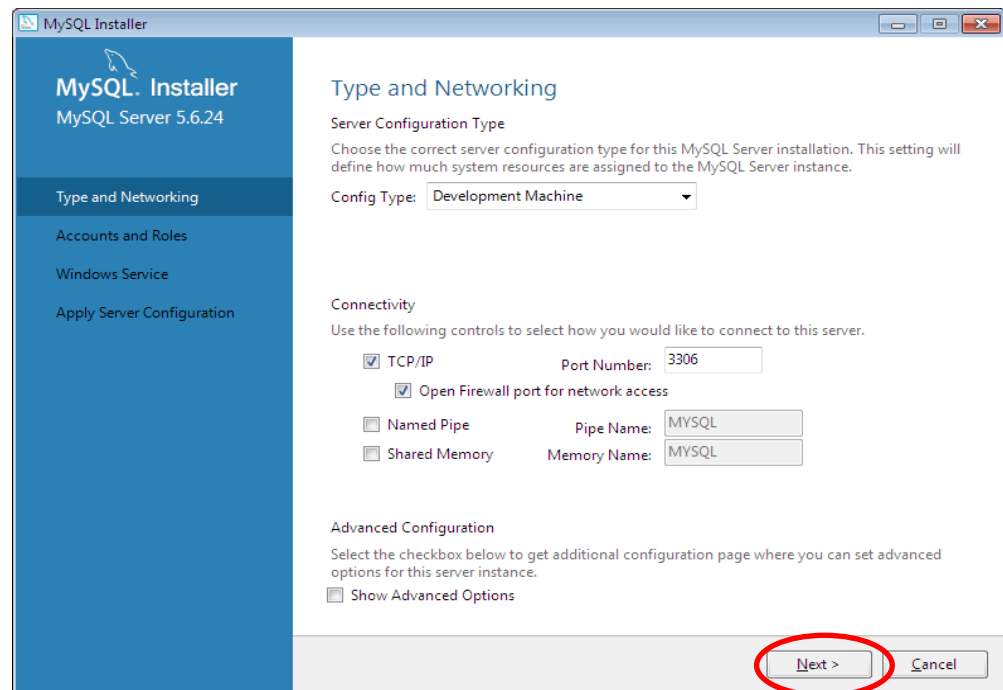 MySQL Installer
MySQL. Installer
MySQL Server 5.6.24
Type and Networking
Accounts and Roles
Windows Service
Apply Server Configuration
Type and Networking
Server Configuration Type
Choose the correct server configuration type for this MySQL Server installation. This setting will
define how much system resources are assigned to the MySQL Server instance.
Config Type: Development Machine
Connectivity
Use the following controls to select how you would like to connect to this server.
TCP/IP Port Number: 3306
Open Firewall port for network access
Named Pipe Pipe Name: MYSQL
Shared Memory Memory Name: MYSQL
Advanced Configuration
Select the checkbox below to get additional configuration page where you can set advanced
options for this server instance.
Show Advanced Options
Next > Cancel